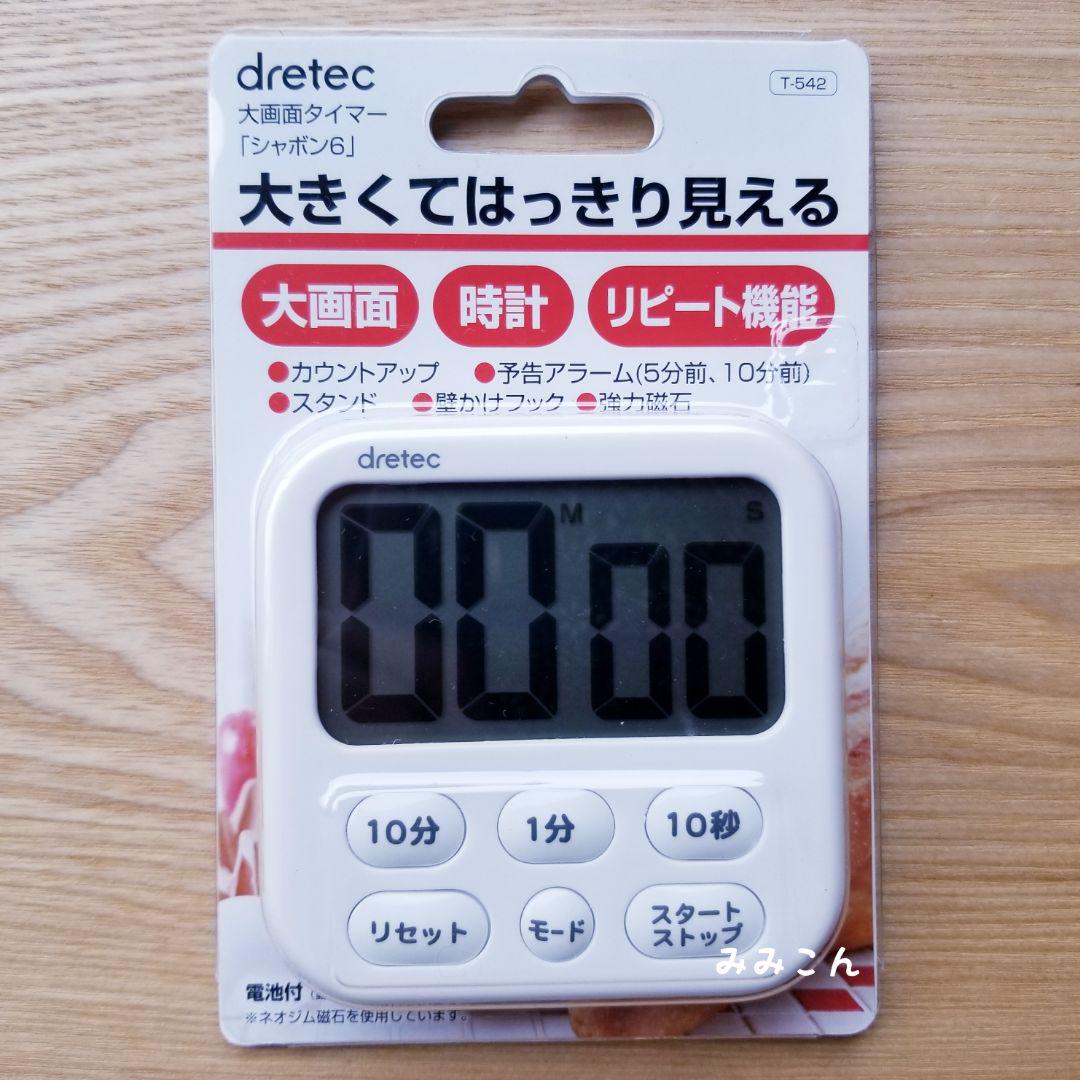 dretec
T-542
大画面タイマー
「シャボン6」
大きくてはっきり見える
大画面 時計 リピート機能
●カウントアップ ●予告アラーム(5分前、10分前)
●スタンド ●壁かけフック ●強力磁石
dretec
M S
00 00
10分 1分 10秒
リセット モード スタート
ストップ
みみこん
電池付
※ネオジム磁石を使用しています。